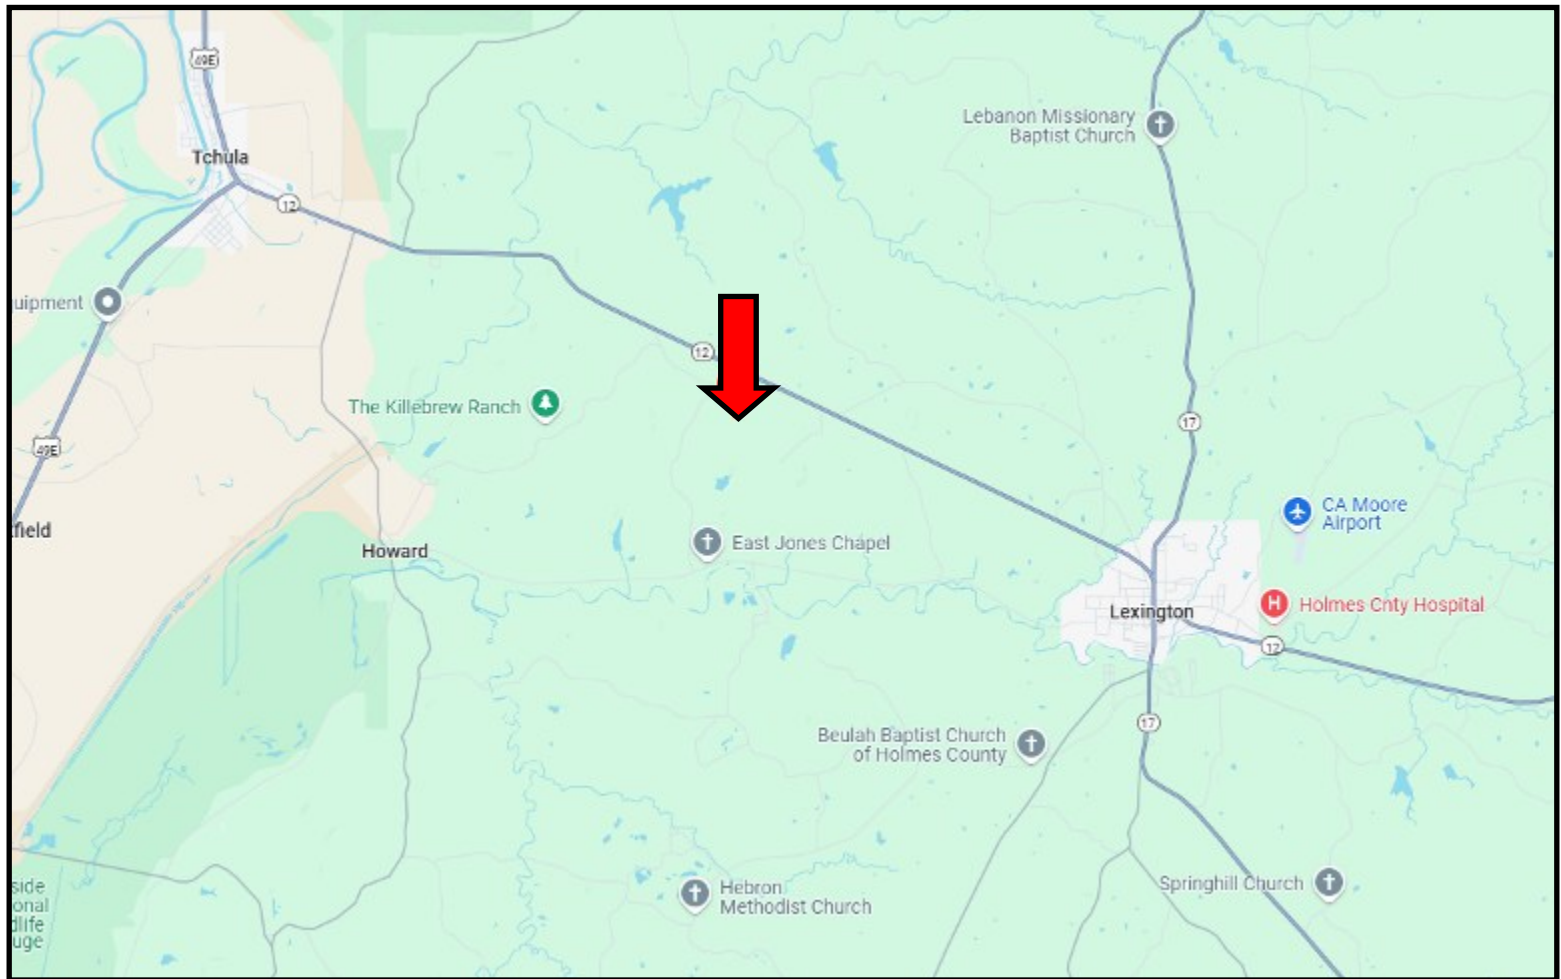 49E
Tchula
12
Lebanon Missionary
Baptist Church
uipment
12
The Killebrew Ranch
17
49E
CA Moore
Airport
field
Howard
East Jones Chapel
Lexington
Holmes Cnty Hospital
12
17
Beulah Baptist Church
of Holmes County
Springhill Church
Hebron
Methodist Church
side
onal
dlife
uge
H